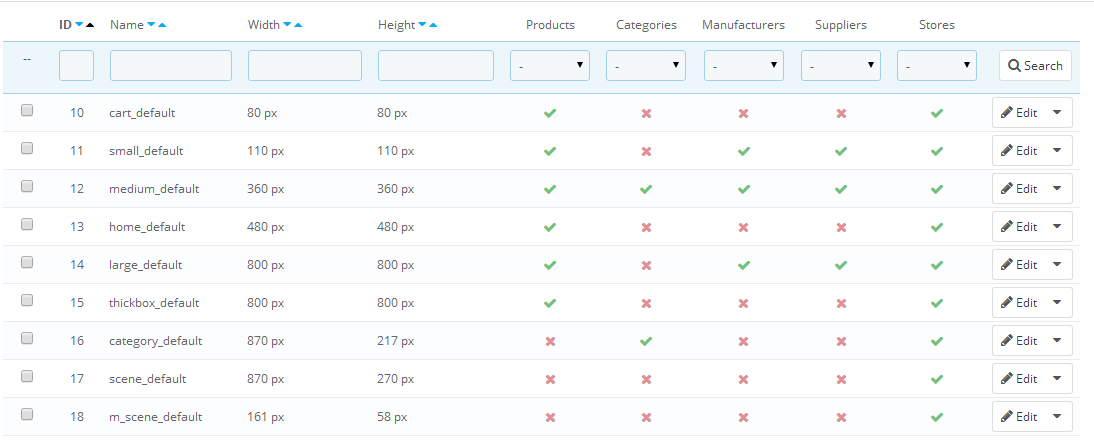 ID Name Width Height Products Categories Manufacturers Suppliers Stores
-- - - - - - Search
10 cart_default 80 px 80 px Edit
11 small_default 110 px 110 px Edit
12 medium_default 360 px 360 px Edit
13 home_default 480 px 480 px Edit
14 large_default 800 px 800 px Edit
15 thickbox_default 800 px 800 px Edit
16 category_default 870 px 217 px Edit
17 scene_default 870 px 270 px Edit
18 m_scene_default 161 px 58 px Edit